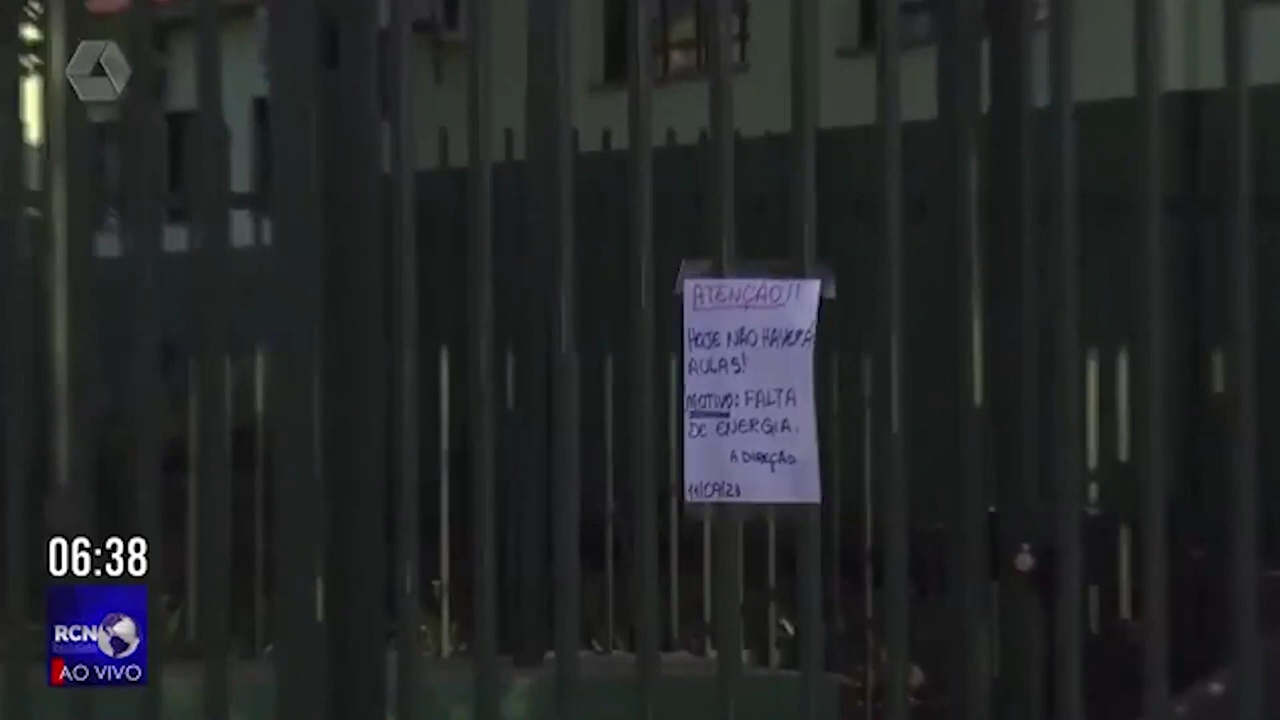 ATENÇÃO!!
HOJE NÃO HAVERÁ
AULAS!
MOTIVO: FALTA
DE ENERGIA.
A DIREÇÃO
06:38
RCN
AO VIVO